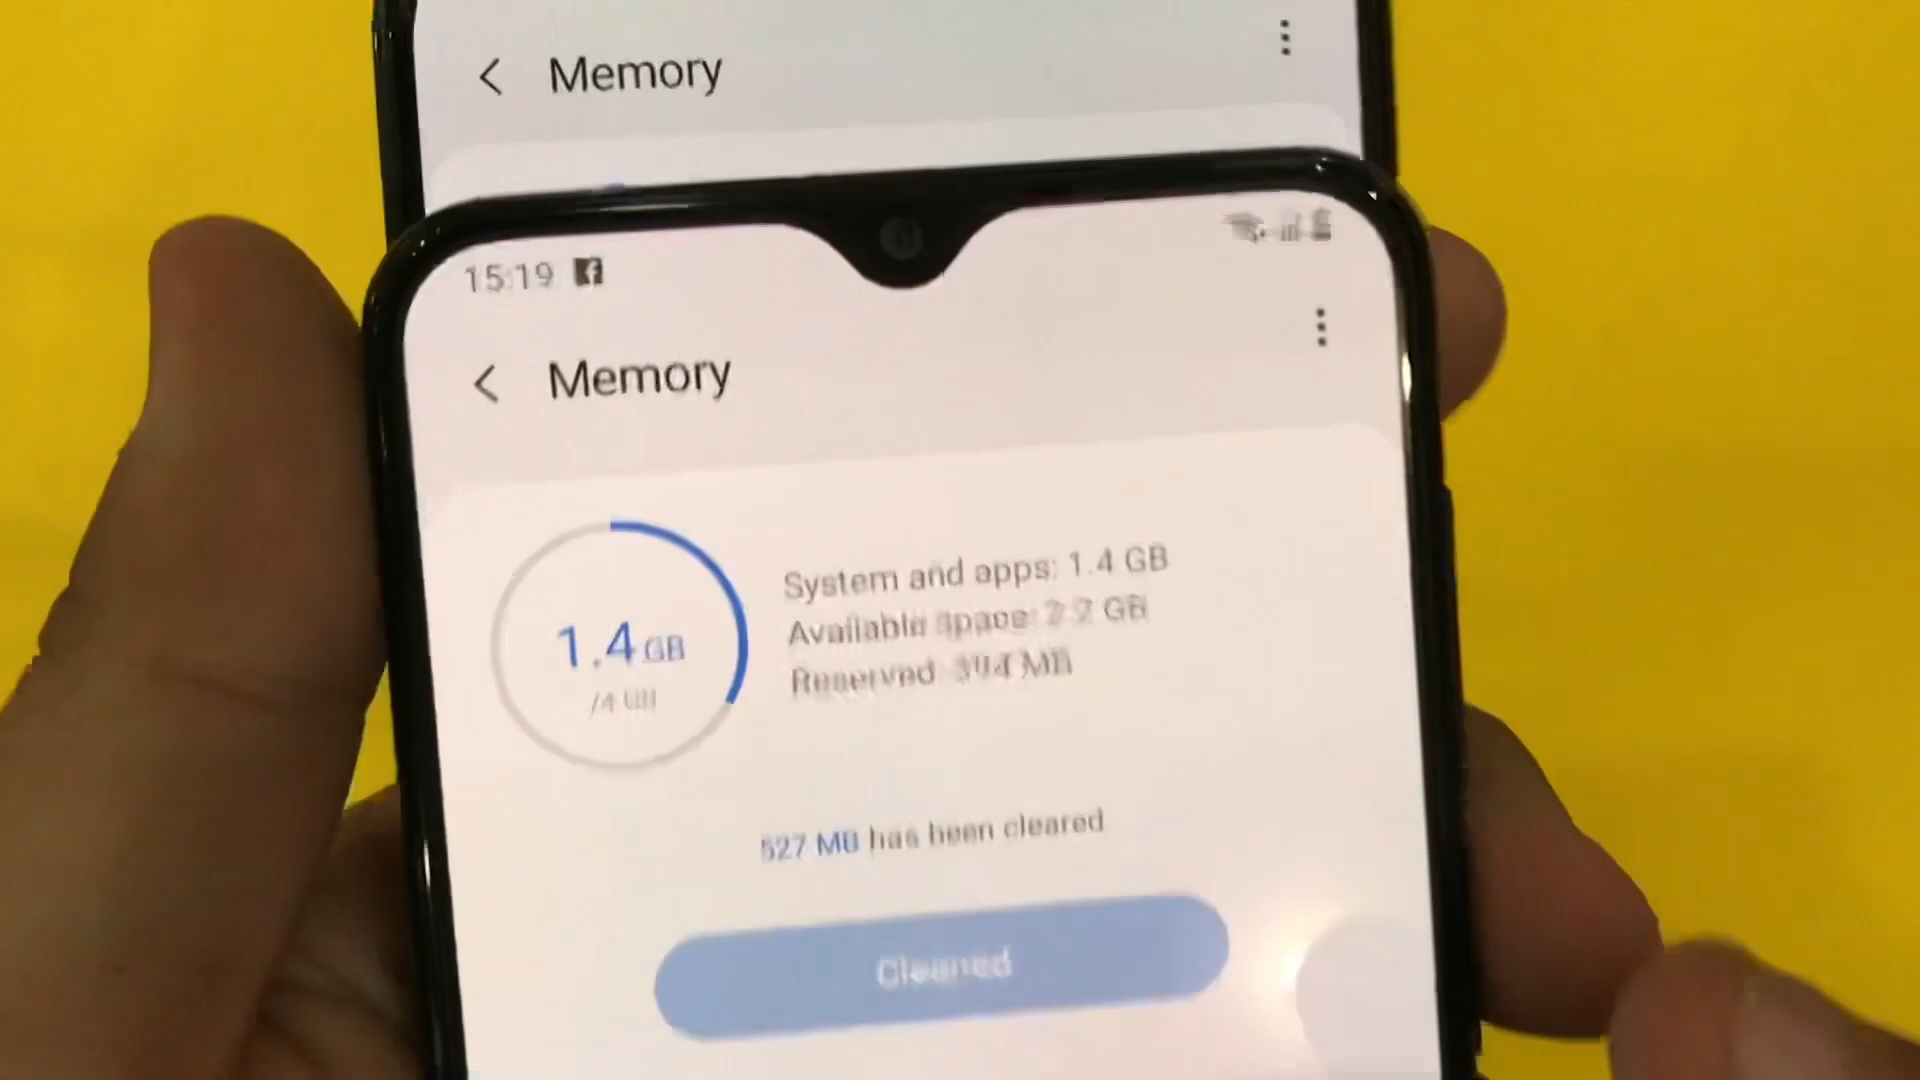 Memory
15:19
Memory
1.4 GB
/4 GB
System and apps: 1.4 GB
Available space: 2.2 GB
Reserved: MB
527 MB has been cleared
Cleaned